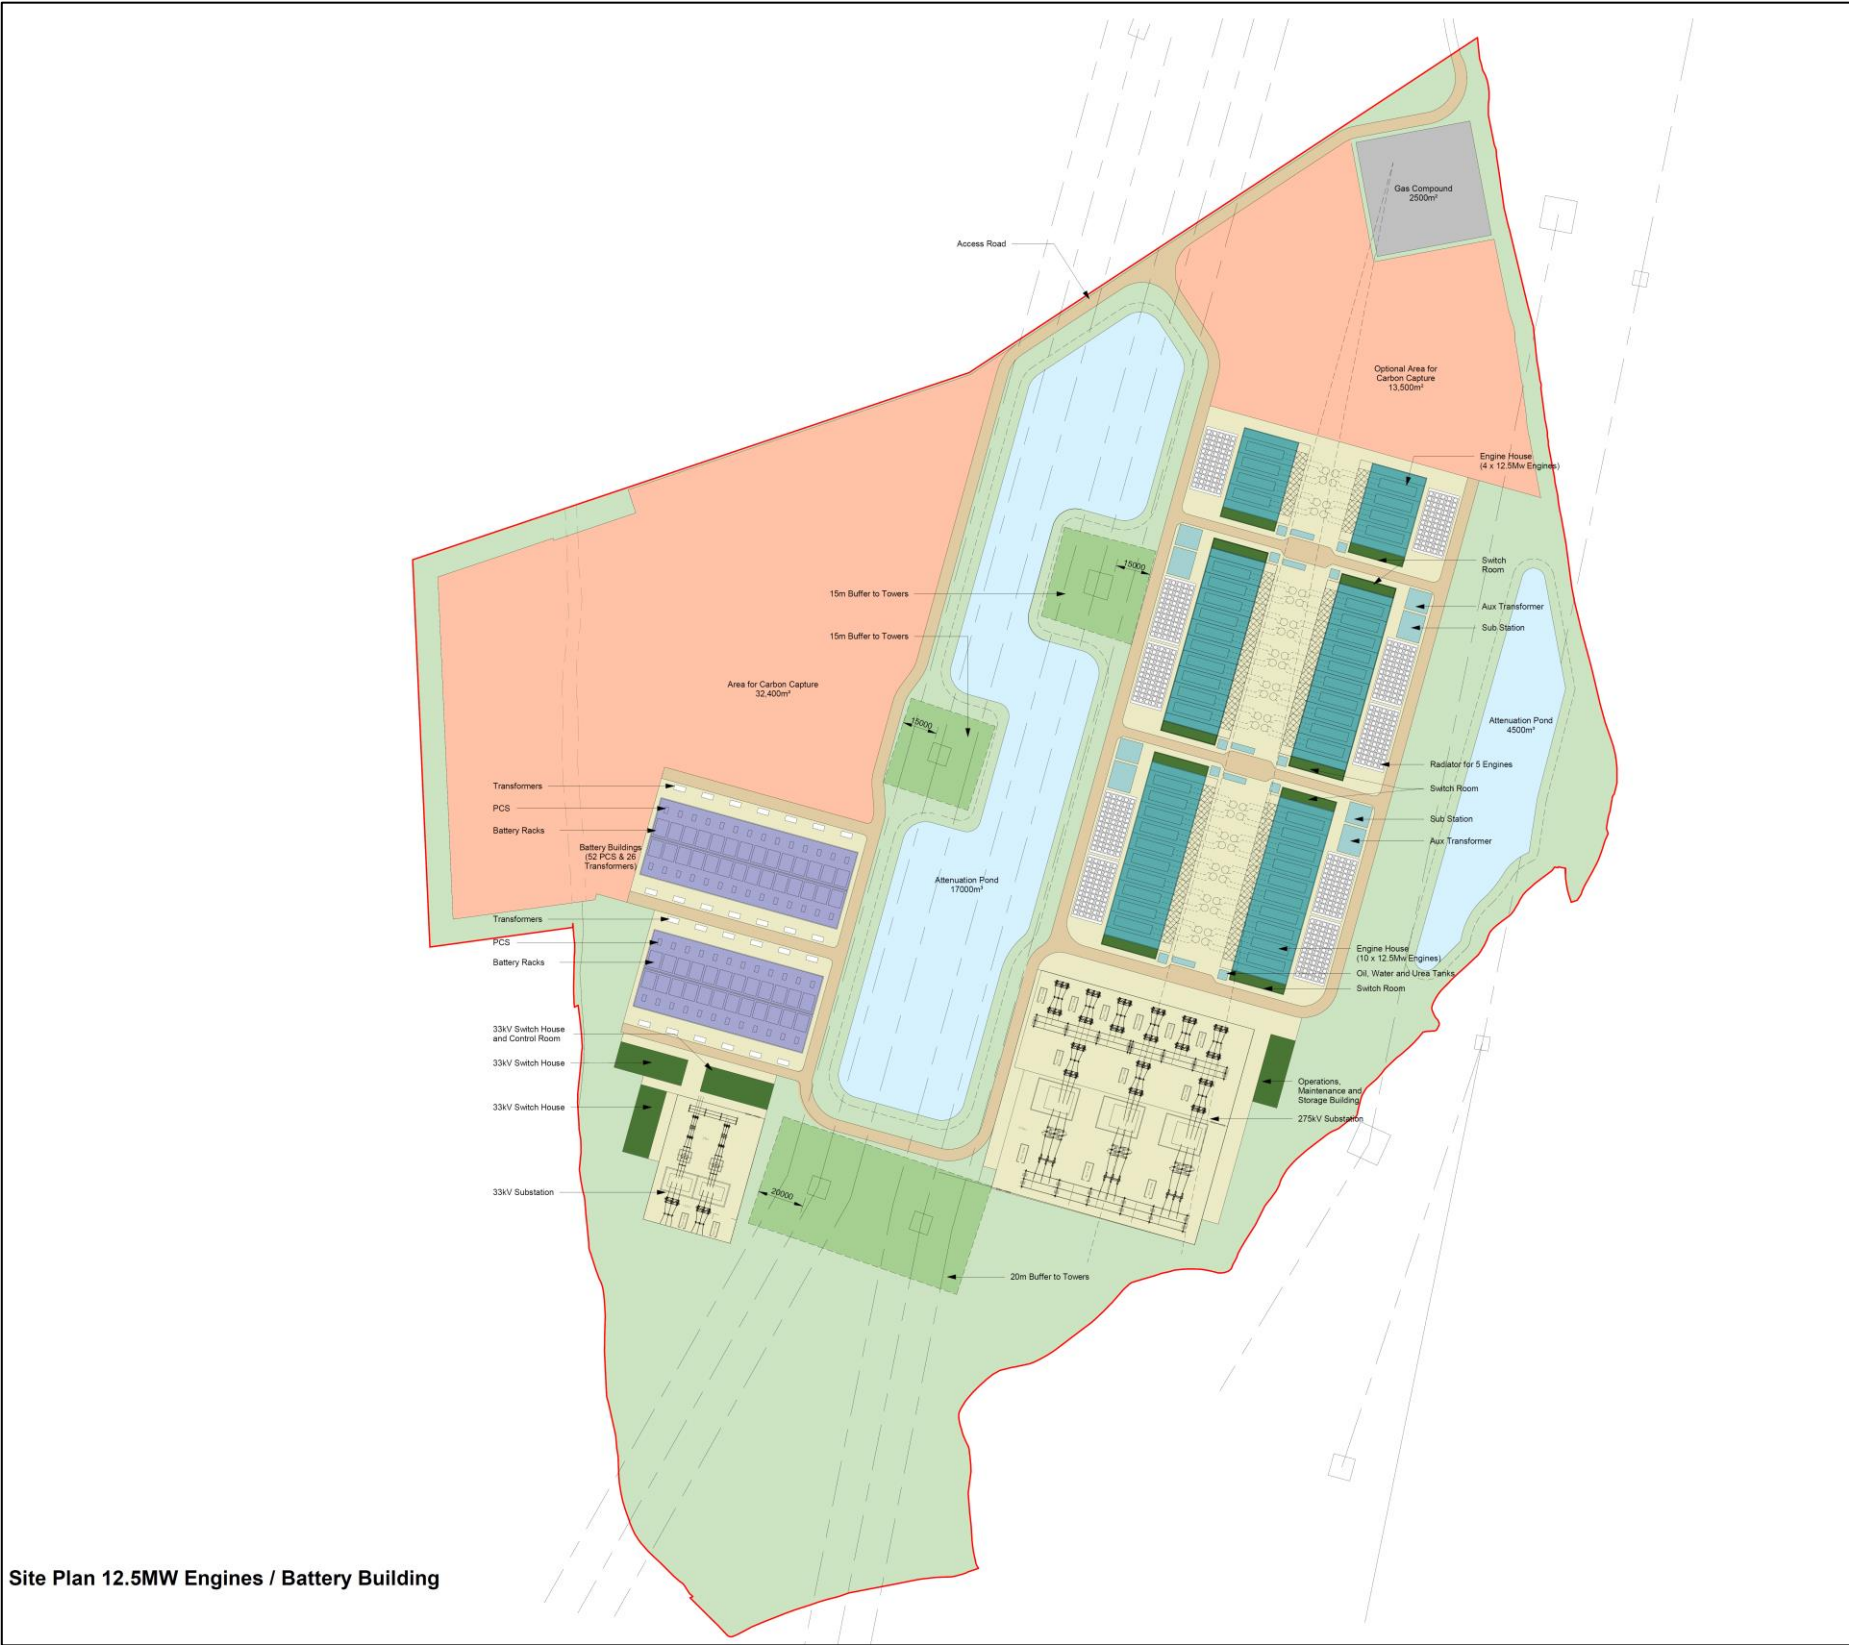 Gas Compound
2500m²
Access Road
Optional Area for
Carbon Capture
13,500m²
Engine House
(4 x 12.5Mw Engines)
Switch
Room
15000
15m Buffer to Towers
Aux Transformer
Sub Station
15m Buffer to Towers
Area for Carbon Capture
32,400m²
15000
Attenuation Pond
4500m³
Radiator for 5 Engines
Transformers
Switch Room
PCS
Sub Station
Battery Racks
Aux Transformer
Battery Buildings
(52 PCS & 26
Transformers)
Attenuation Pond
17000m³
Transformers
PCS
Engine House
(10 x 12.5Mw Engines)
Battery Racks
Oil, Water and Urea Tanks
Switch Room
33kV Switch House
and Control Room
33kV Switch House
Operations,
Maintenance and
Storage Building
33kV Switch House
275kV Substation
33kV Substation
20000
20m Buffer to Towers
Site Plan 12.5MW Engines / Battery Building